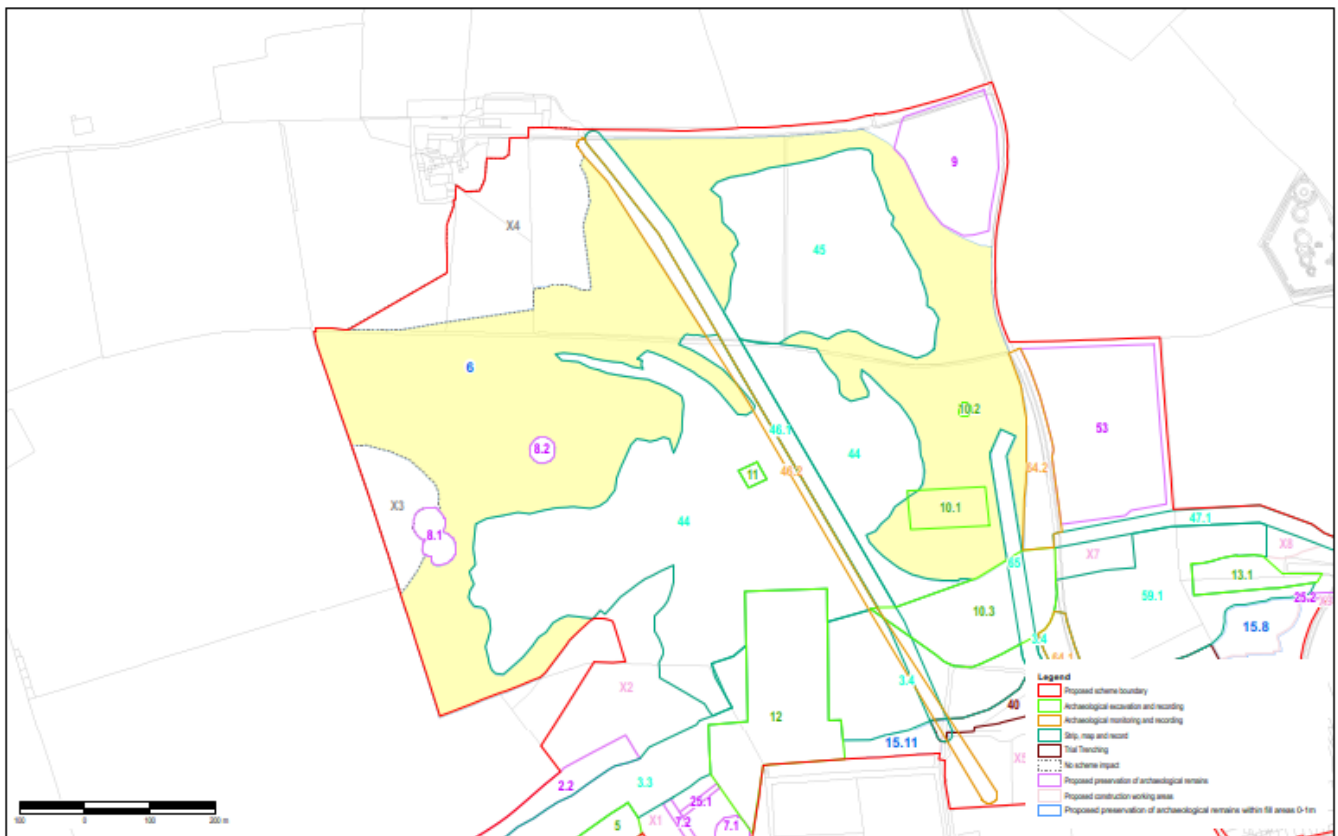 9
X4
45
6
10.2
46.1
53
8.2
44
46.2
64.2
11
X3
10.1
44
47.1
8.1
X7
X8
65
13.1
59.1
25.2
10.3
15.8
3.4
3.4
X2
12
40
15.11
X5
2.2
3.3
25.1
5
X1
7.2
7.1
Legend
Proposed scheme boundary
Archaeological excavation and recording
Archaeological monitoring and recording
Strip, map and record
Trial Trenching
No scheme impact
Proposed preservation of archaeological remains
Proposed construction working areas
Proposed preservation of archaeological remains within fill areas 0-1m
100 0 100 200 m